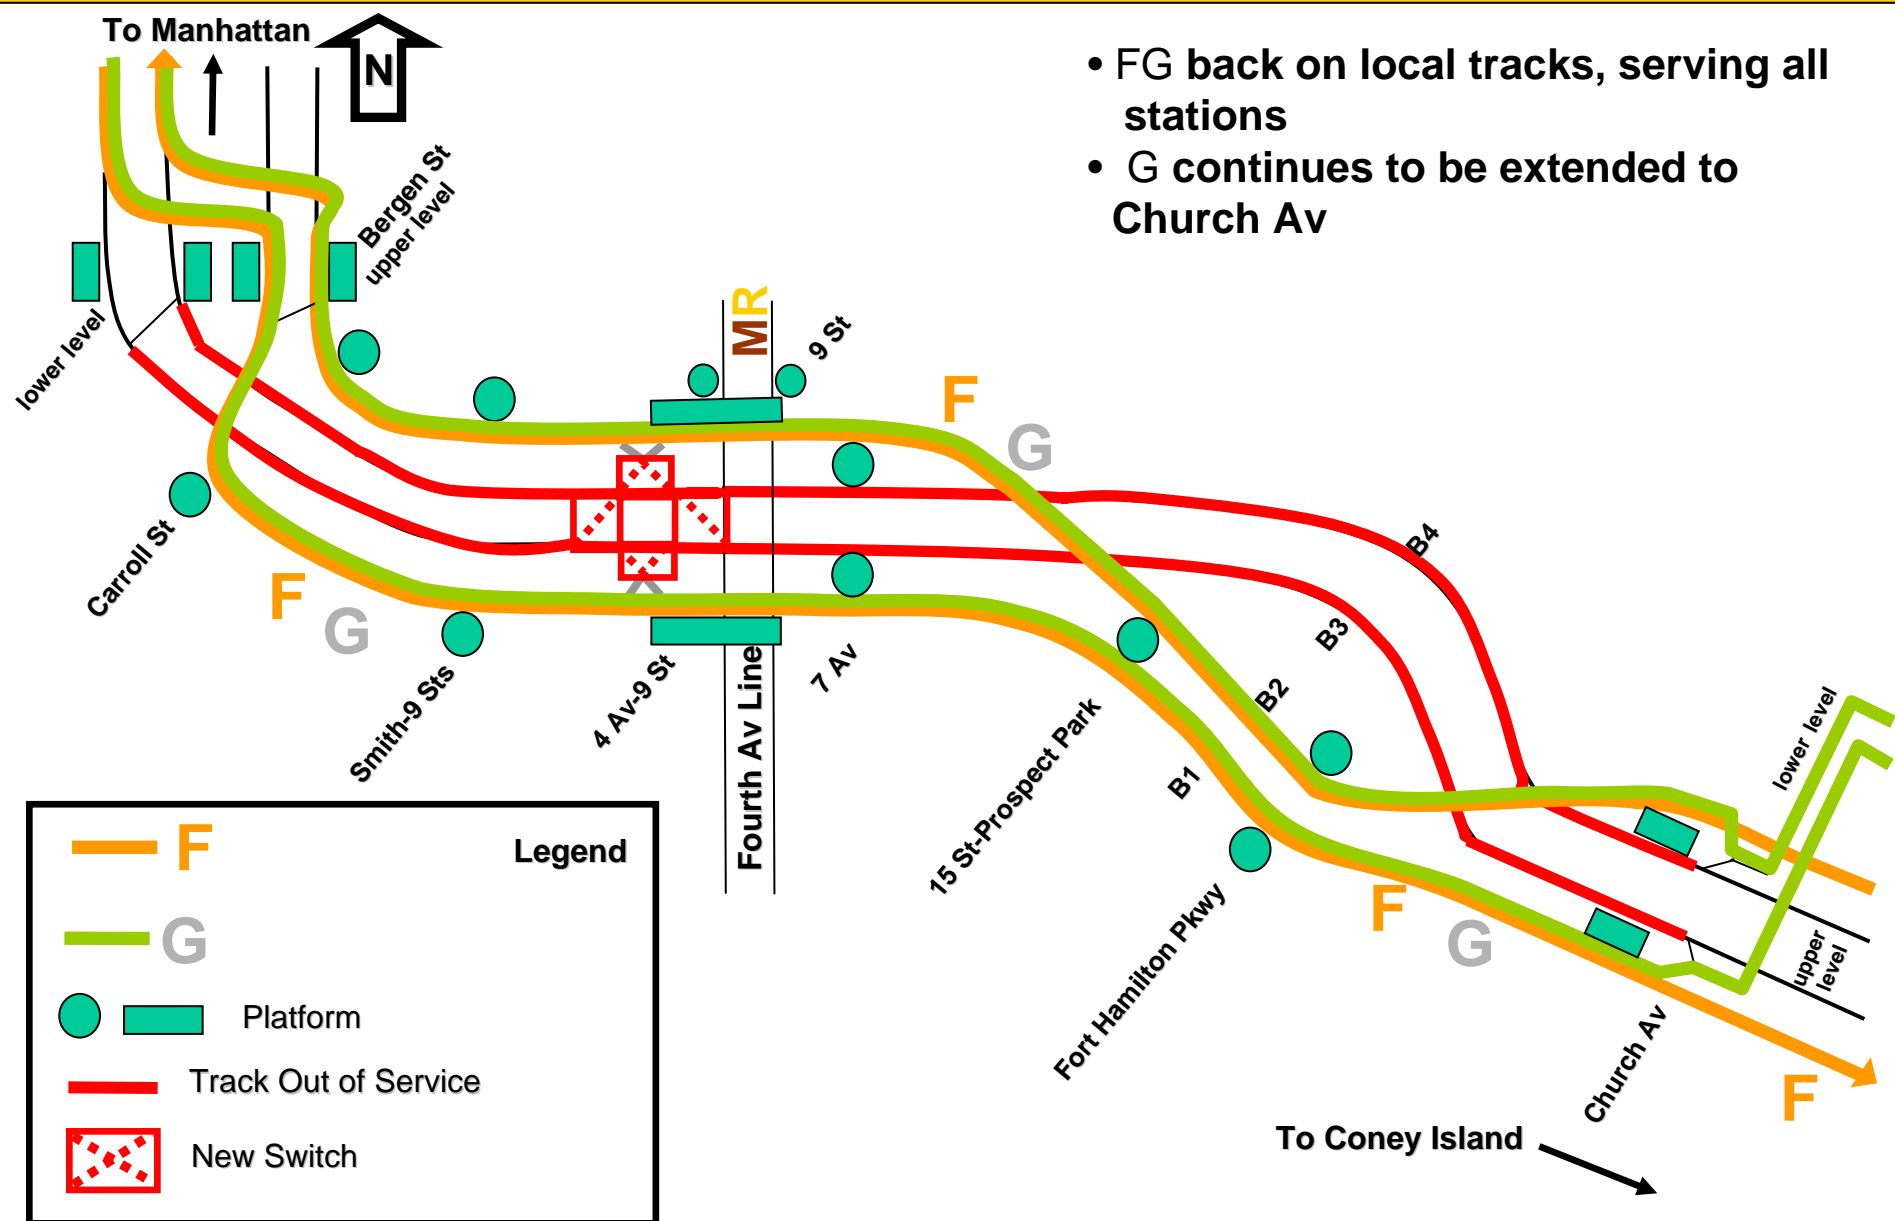 To Manhattan
N
• FG back on local tracks, serving all
stations
• G continues to be extended to
Church Av
Bergen St
upper level
lower level
MR
9 St
F
G
Carroll St
F
G
Smith-9 Sts
4 Av-9 St
Fourth Av Line
7 Av
15 St-Prospect Park
B4
B3
B2
B1
Fort Hamilton Pkwy
F
G
lower level
upper
level
Church Av
F
To Coney Island
Legend
F
G
Platform
Track Out of Service
New Switch